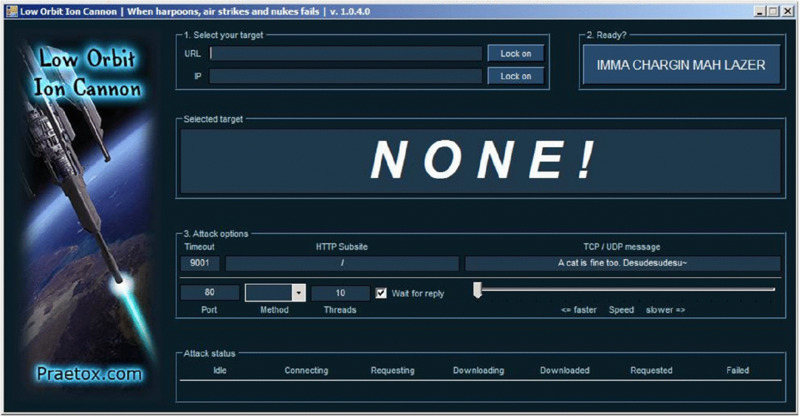 Low Orbit Ion Cannon | When harpoons, air strikes and nukes fails | v. 1.0.4.0
Low Orbit
Ion Cannon
Praetox.com
1. Select your target
URL Lock on
IP Lock on
2. Ready?
IMMA CHARGIN MAH LAZER
Selected target
NONE!
3. Attack options
Timeout HTTP Subsite TCP / UDP message
9001 / A cat is fine too. Desudesudesu~
80 10 Wait for reply
Port Method Threads <= faster Speed slower =>
Attack status
Idle Connecting Requesting Downloading Downloaded Requested Failed